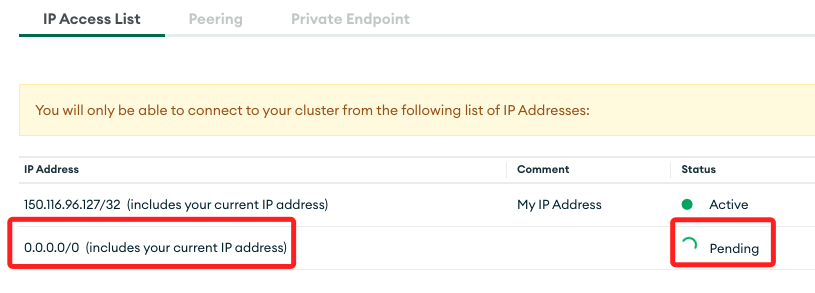 IP Access List Peering Private Endpoint
You will only be able to connect to your cluster from the following list of IP Addresses:
IP Address Comment Status
150.116.96.127/32 (includes your current IP address) My IP Address Active
0.0.0.0/0 (includes your current IP address) Pending